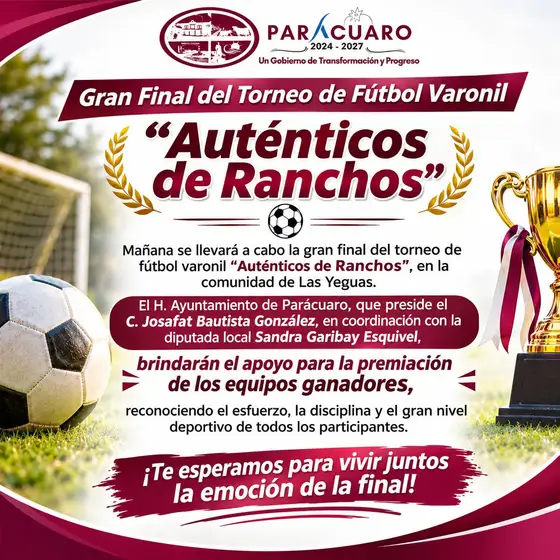 PARÁCUARO
2024 - 2027
Un Gobierno de Transformación y Progreso
Gran Final del Torneo de Fútbol Varonil
"Auténticos
de Ranchos"
Mañana se llevará a cabo la gran final del torneo de
fútbol varonil "Auténticos de Ranchos", en la
comunidad de Las Yeguas.
El H. Ayuntamiento de Parácuaro, que preside el
C. Josafat Bautista González, en coordinación con la
diputada local Sandra Garibay Esquivel,
brindarán el apoyo para la premiación
de los equipos ganadores,
reconociendo el esfuerzo, la disciplina y el gran nivel
deportivo de todos los participantes.
¡Te esperamos para vivir juntos
la emoción de la final!